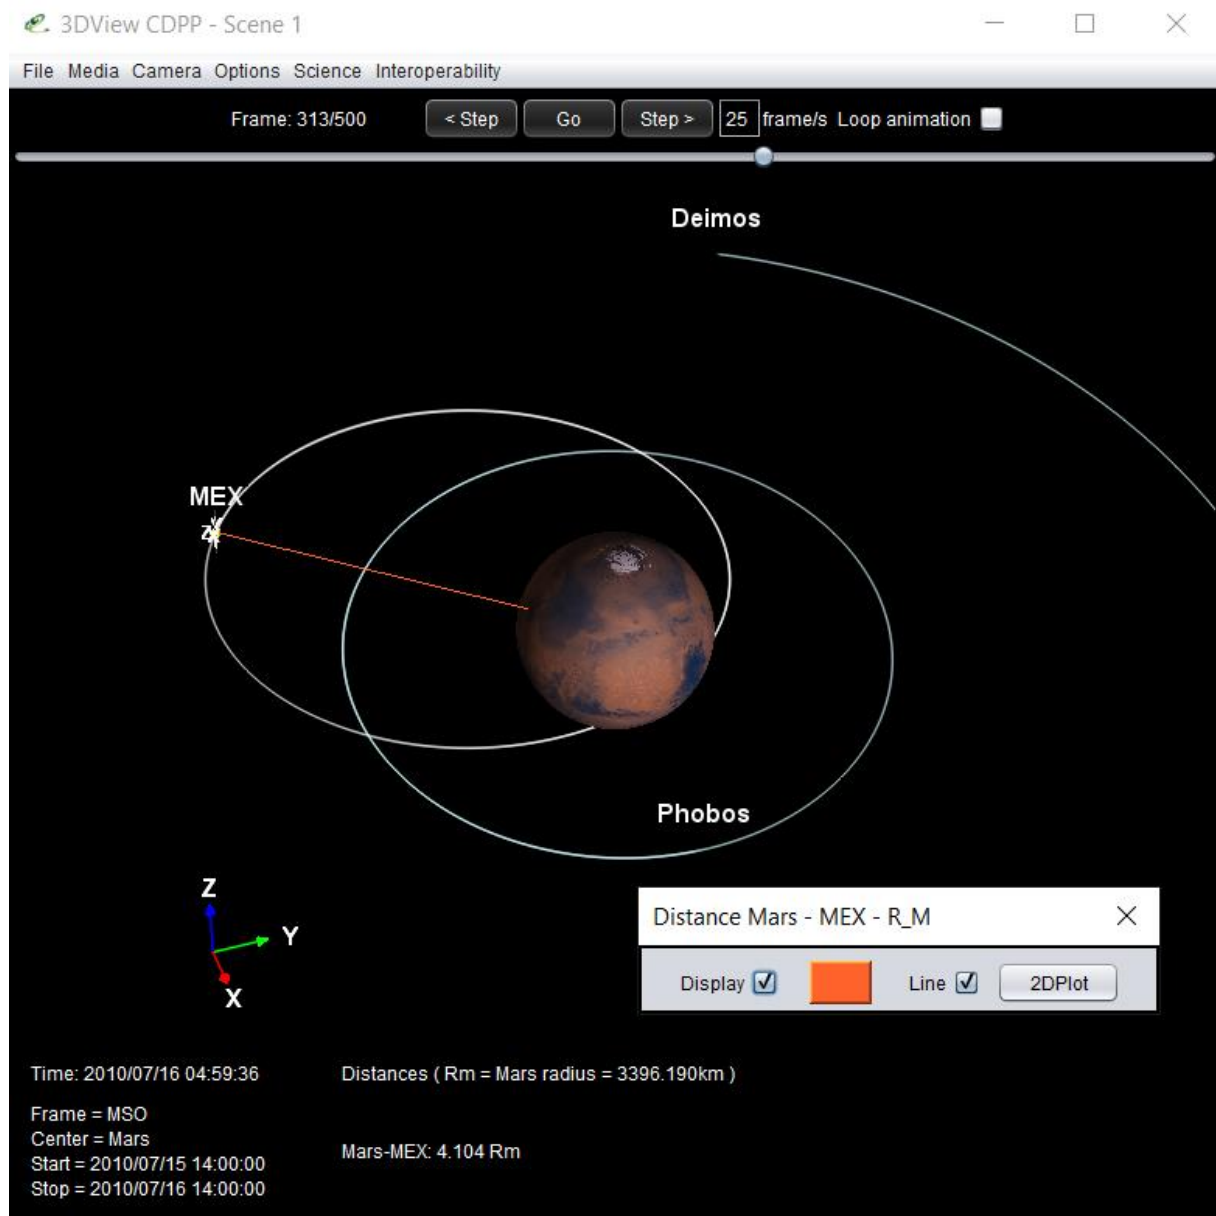 3DView CDPP - Scene 1
File Media Camera Options Science Interoperability
Frame: 313/500 < Step Go Step > 25 frame/s Loop animation
Deimos
MEX
Z
Phobos
Z
Y
X
Distance Mars - MEX - R_M
Display Line 2DPlot
Time: 2010/07/16 04:59:36 Distances ( Rm = Mars radius = 3396.190km )
Frame = MSO
Center = Mars
Mars-MEX: 4.104 Rm
Start = 2010/07/15 14:00:00
Stop = 2010/07/16 14:00:00